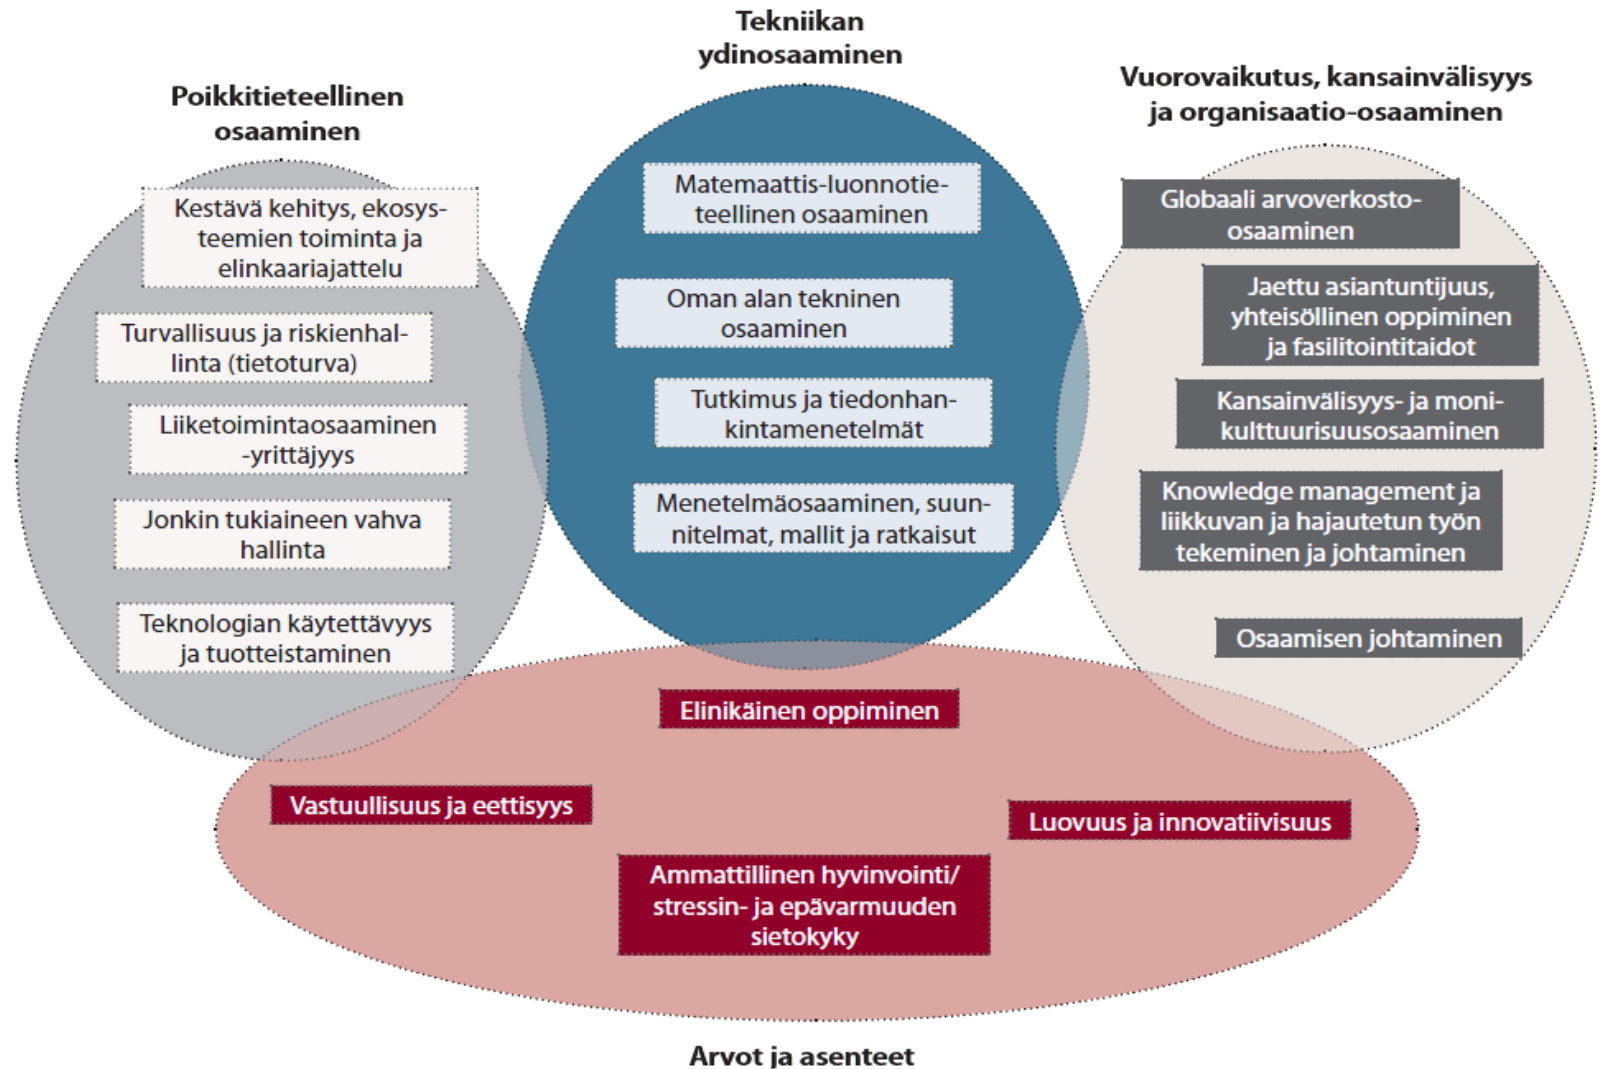 Tekniikan
ydinosaaminen
Poikkitieteellinen
osaaminen
Vuorovaikutus, kansainvälisyys
ja organisaatio-osaaminen
Kestävä kehitys, ekosys-
teemien toiminta ja
elinkaariajattelu
Turvallisuus ja riskienhal-
linta (tietoturva)
Liiketoimintaosaaminen
-yrittäjyys
Jonkin tukiaineen vahva
hallinta
Teknologian käytettävyys
ja tuotteistaminen
Matemaattis-luonnotie-
teellinen osaaminen
Oman alan tekninen
osaaminen
Tutkimus ja tiedonhan-
kintamenetelmät
Menetelmäosaaminen, suun-
nitelmat, mallit ja ratkaisut
Globaali arvoverkosto-
osaaminen
Jaettu asiantuntijuus,
yhteisöllinen oppiminen
ja fasilitointitaidot
Kansainvälisyys- ja moni-
kulttuurisuusosaaminen
Knowledge management ja
liikkuvan ja hajautetun työn
tekeminen ja johtaminen
Osaamisen johtaminen
Elinikäinen oppiminen
Vastuullisuus ja eettisyys
Luovuus ja innovatiivisuus
Ammattillinen hyvinvointi/
stressin- ja epävarmuuden
sietokyky
Arvot ja asenteet